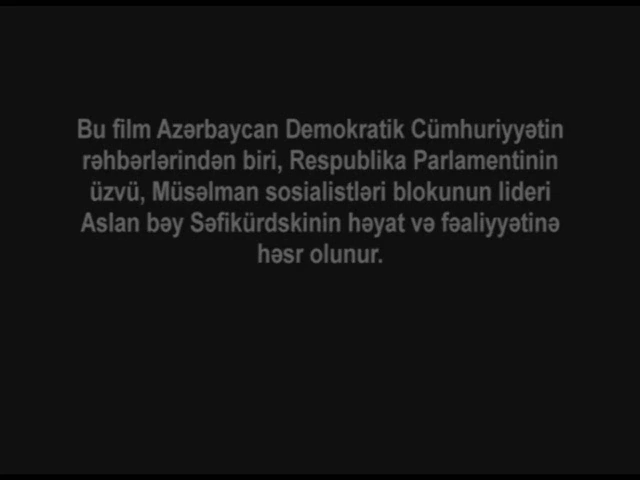 Bu film Azərbaycan Demokratik Cümhuriyyətin
rəhbərlərindən biri, Respublika Parlamentinin
üzvü, Müsəlman sosialistləri blokunun lideri
Aslan bəy Səfikürdskinin həyat və fəaliyyətinə
həsr olunur.